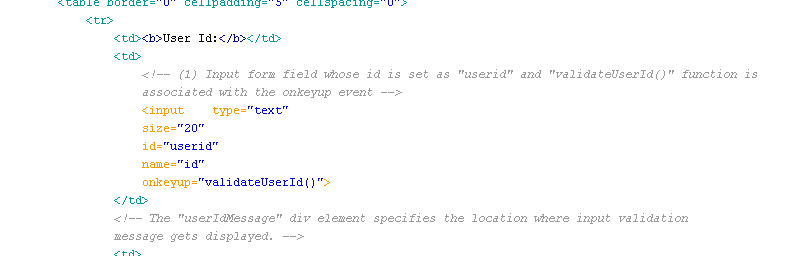 <table border="0" cellpadding="5" cellspacing="0">
<tr>
<td><b>User Id:</b></td>
<td>
<!-- (1) Input form field whose id is set as "userid" and "validateUserId()" function is
associated with the onkeyup event -->
<input    type="text"
size="20"
id="userid"
name="id"
onkeyup="validateUserId()">
</td>
<!-- The "userIdMessage" div element specifies the location where input validation
message gets displayed. -->
<td>